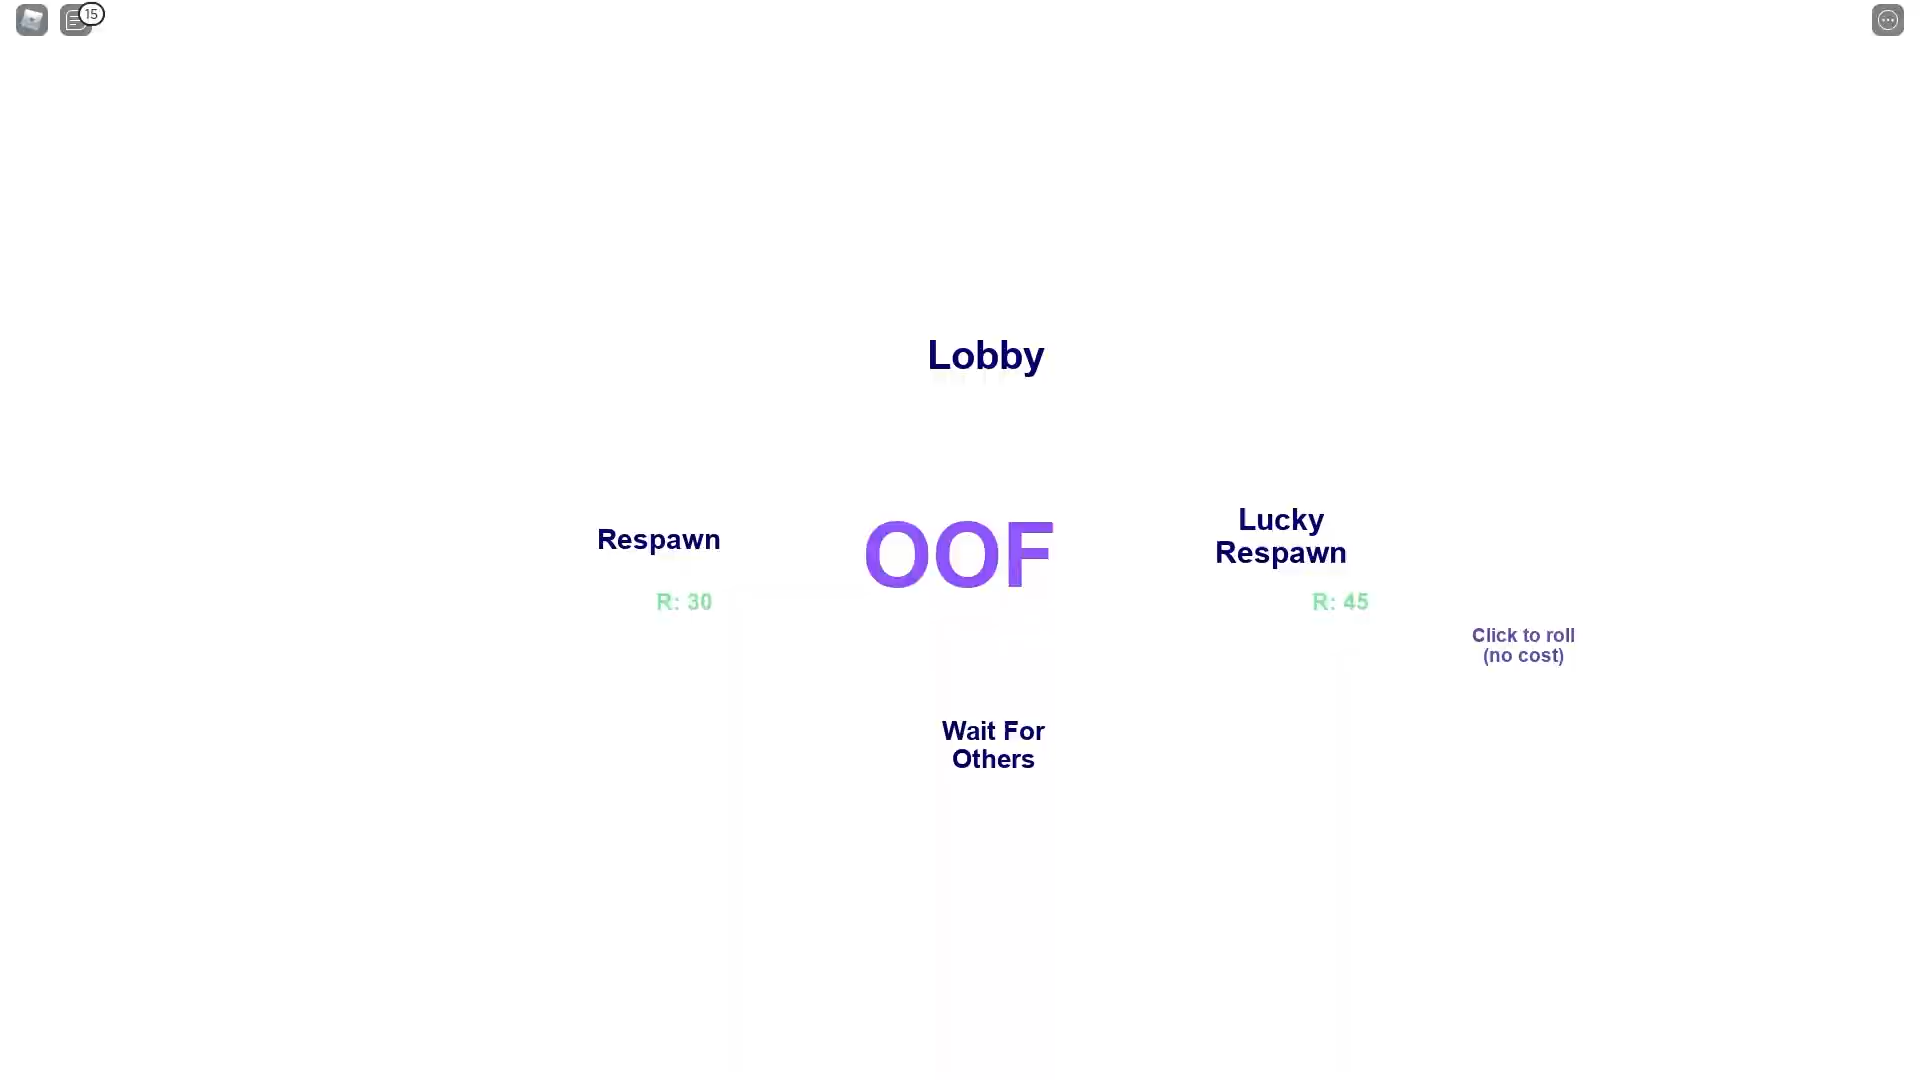 15
Lobby
Respawn
R: 30
OOF
Lucky
Respawn
R: 45
Click to roll
(no cost)
Wait For
Others